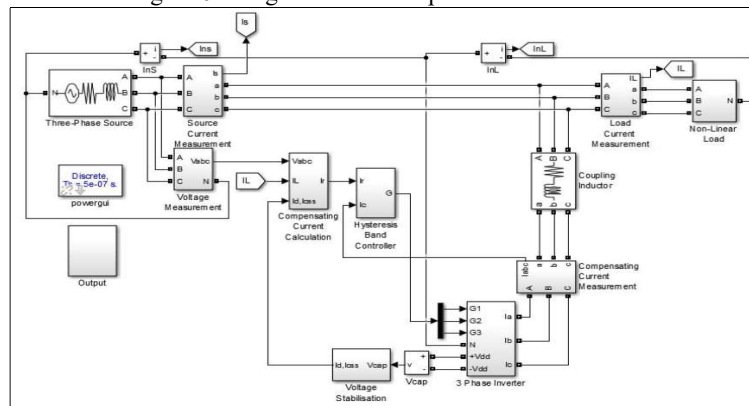 Is
i
Ins
InS
i
InL
InL
IL
N
A
B
C
Three-Phase Source
A
B
C
Is
a
b
c
Source
Current
Measurement
A
B
C
IL
a
b
c
Load
Current
Measurement
A
B
C
Non-Linear
Load
Discrete,
powergui
A
B
C
Vabc
N
Voltage
Measurement
IL
Vabc
IL
Id,loss
Ir
Compensating
Current
Calculation
Ir
Ic
G
Hysteresis
Band
Controller
A
B
C
a
b
c
Coupling
Inductor
Output
Iabc
a
b
c
A
B
C
Compensating
Current
Measurement
G1
G2
G3
N
+Vdd
-Vdd
Ia
Ib
Ic
3 Phase Inverter
Id,loss
Vcap
Voltage
Stabilisation
+
-
v
Vcap